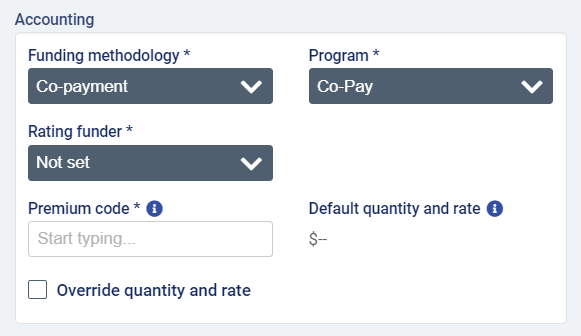 Accounting
Funding methodology * Program *
Co-payment Co-Pay
Rating funder *
Not set
Premium code * Default quantity and rate
Start typing... $--
Override quantity and rate